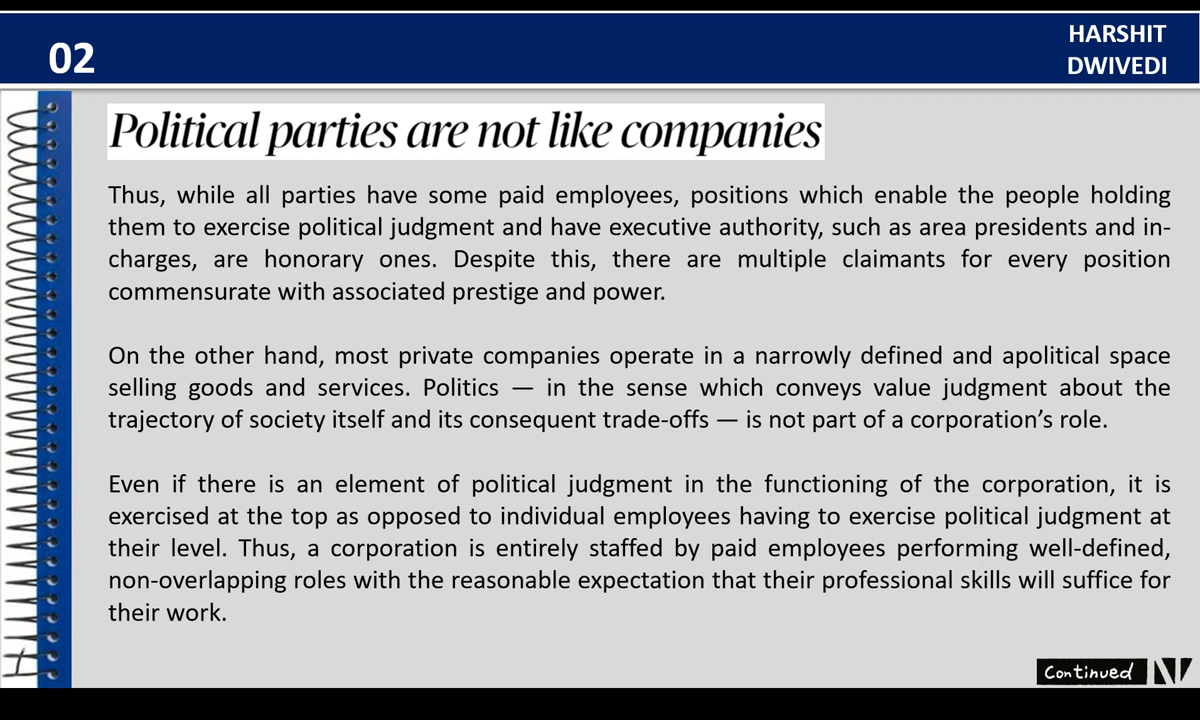 02
HARSHIT
DWIVEDI
Political parties are not like companies
Thus, while all parties have some paid employees, positions which enable the people holding
them to exercise political judgment and have executive authority, such as area presidents and in-
charges, are honorary ones. Despite this, there are multiple claimants for every position
commensurate with associated prestige and power.
On the other hand, most private companies operate in a narrowly defined and apolitical space
selling goods and services. Politics — in the sense which conveys value judgment about the
trajectory of society itself and its consequent trade-offs — is not part of a corporation’s role.
Even if there is an element of political judgment in the functioning of the corporation, it is
exercised at the top as opposed to individual employees having to exercise political judgment at
their level. Thus, a corporation is entirely staffed by paid employees performing well-defined,
non-overlapping roles with the reasonable expectation that their professional skills will suffice for
their work.
Continued